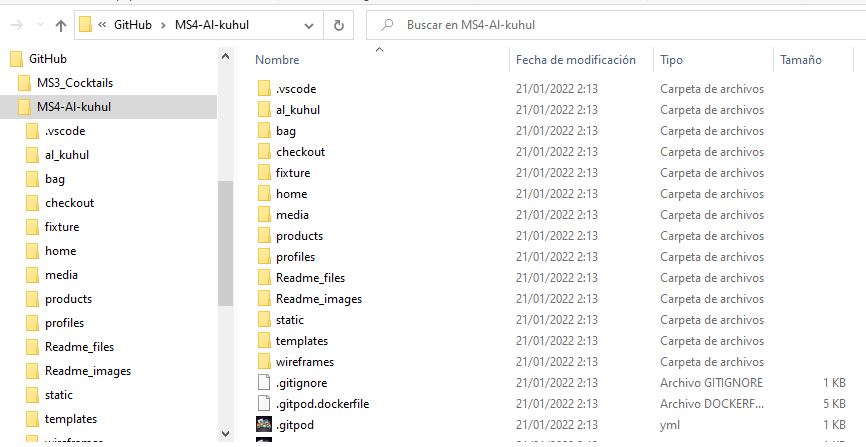 GitHub MS4-Al-kuhul
Buscar en MS4-Al-kuhul
GitHub
MS3_Cocktails
MS4-Al-kuhul
.vscode
al_kuhul
bag
checkout
fixture
home
media
products
profiles
Readme_files
Readme_images
static
templates
wireframes
Nombre Fecha de modificación Tipo Tamaño
.vscode 21/01/2022 2:13 Carpeta de archivos
al_kuhul 21/01/2022 2:13 Carpeta de archivos
bag 21/01/2022 2:13 Carpeta de archivos
checkout 21/01/2022 2:13 Carpeta de archivos
fixture 21/01/2022 2:13 Carpeta de archivos
home 21/01/2022 2:13 Carpeta de archivos
media 21/01/2022 2:13 Carpeta de archivos
products 21/01/2022 2:13 Carpeta de archivos
profiles 21/01/2022 2:13 Carpeta de archivos
Readme_files 21/01/2022 2:13 Carpeta de archivos
Readme_images 21/01/2022 2:13 Carpeta de archivos
static 21/01/2022 2:13 Carpeta de archivos
templates 21/01/2022 2:13 Carpeta de archivos
wireframes 21/01/2022 2:13 Carpeta de archivos
.gitignore 21/01/2022 2:13 Archivo GITIGNORE 1 KB
.gitpod.dockerfile 21/01/2022 2:13 Archivo DOCKERF... 5 KB
.gitpod 21/01/2022 2:13 yml 1 KB